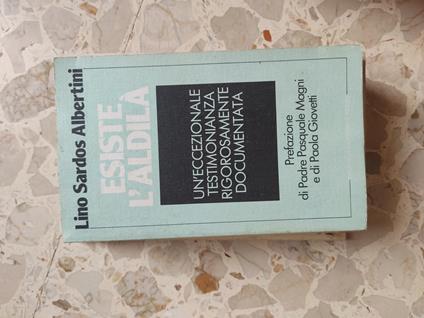 Lino Sardos Albertini
ESISTE
L'ALDILÀ
UN'ECCEZIONALE
TESTIMONIANZA
RIGOROSAMENTE
DOCUMENTATA
Prefazione
di Padre Pasquale Magni
e di Paola Giovetti